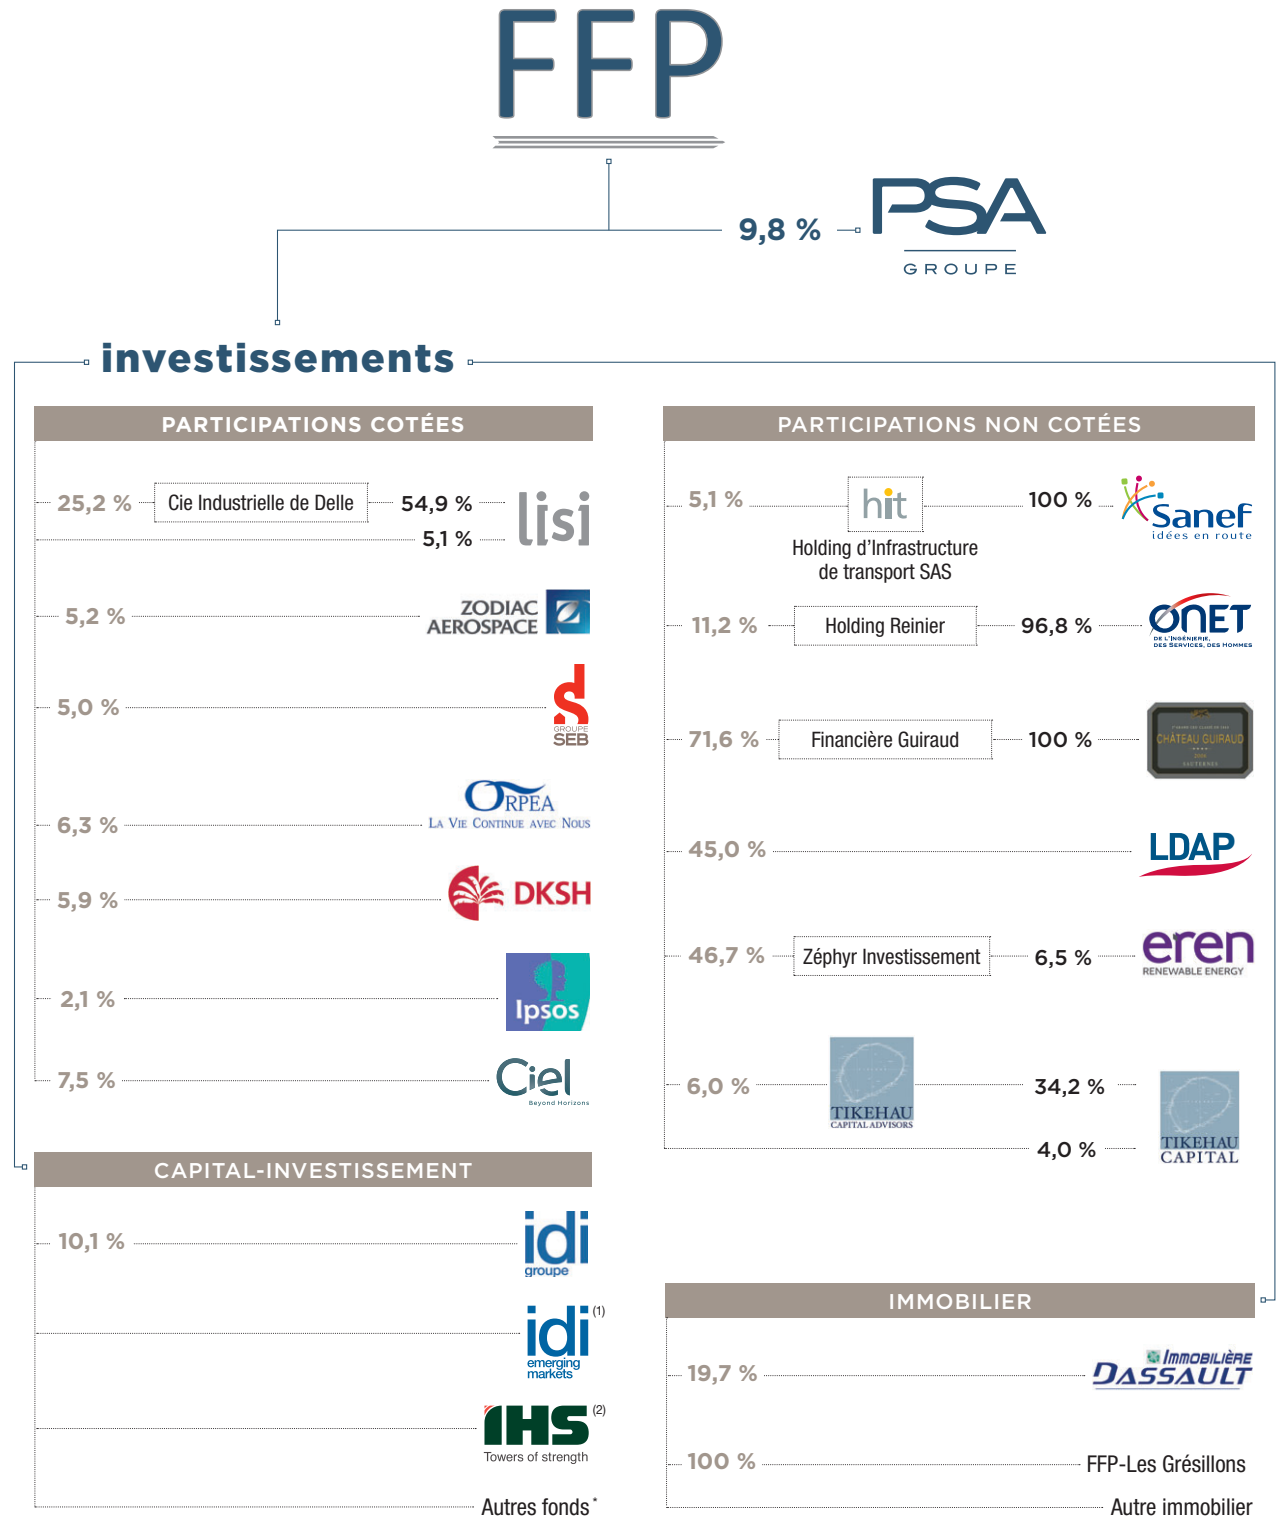 FFP
9,8 %
PSA
GROUPE
investissements
PARTICIPATIONS COTÉES
25,2 %
Cie Industrielle de Delle
54,9 %
lisi
5,1 %
5,2 %
ZODIAC
AEROSPACE
5,0 %
GROUPE
SEB
6,3 %
ORPEA
LA VIE CONTINUE AVEC NOUS
5,9 %
DKSH
2,1 %
Ipsos
7,5 %
Ciel
Beyond Horizons
CAPITAL-INVESTISSEMENT
10,1 %
idi
groupe
idi (1)
emerging
markets
IHS (2)
Towers of strength
Autres fonds*
PARTICIPATIONS NON COTÉES
5,1 %
hit
100 %
Sanef
idées en route
Holding d'Infrastructure
de transport SAS
11,2 %
Holding Reinier
96,8 %
ONET
DE L'INGÉNIERIE,
DES SERVICES, DES HOMMES
71,6 %
Financière Guiraud
100 %
CHÂTEAU GUIRAUD
SAUTERNES
45,0 %
LDAP
46,7 %
Zéphyr Investissement
6,5 %
eren
RENEWABLE ENERGY
6,0 %
TIKEHAU
CAPITAL ADVISORS
34,2 %
4,0 %
TIKEHAU
CAPITAL
IMMOBILIER
19,7 %
IMMOBILIÈRE
DASSAULT
100 %
FFP-Les Grésillons
Autre immobilier